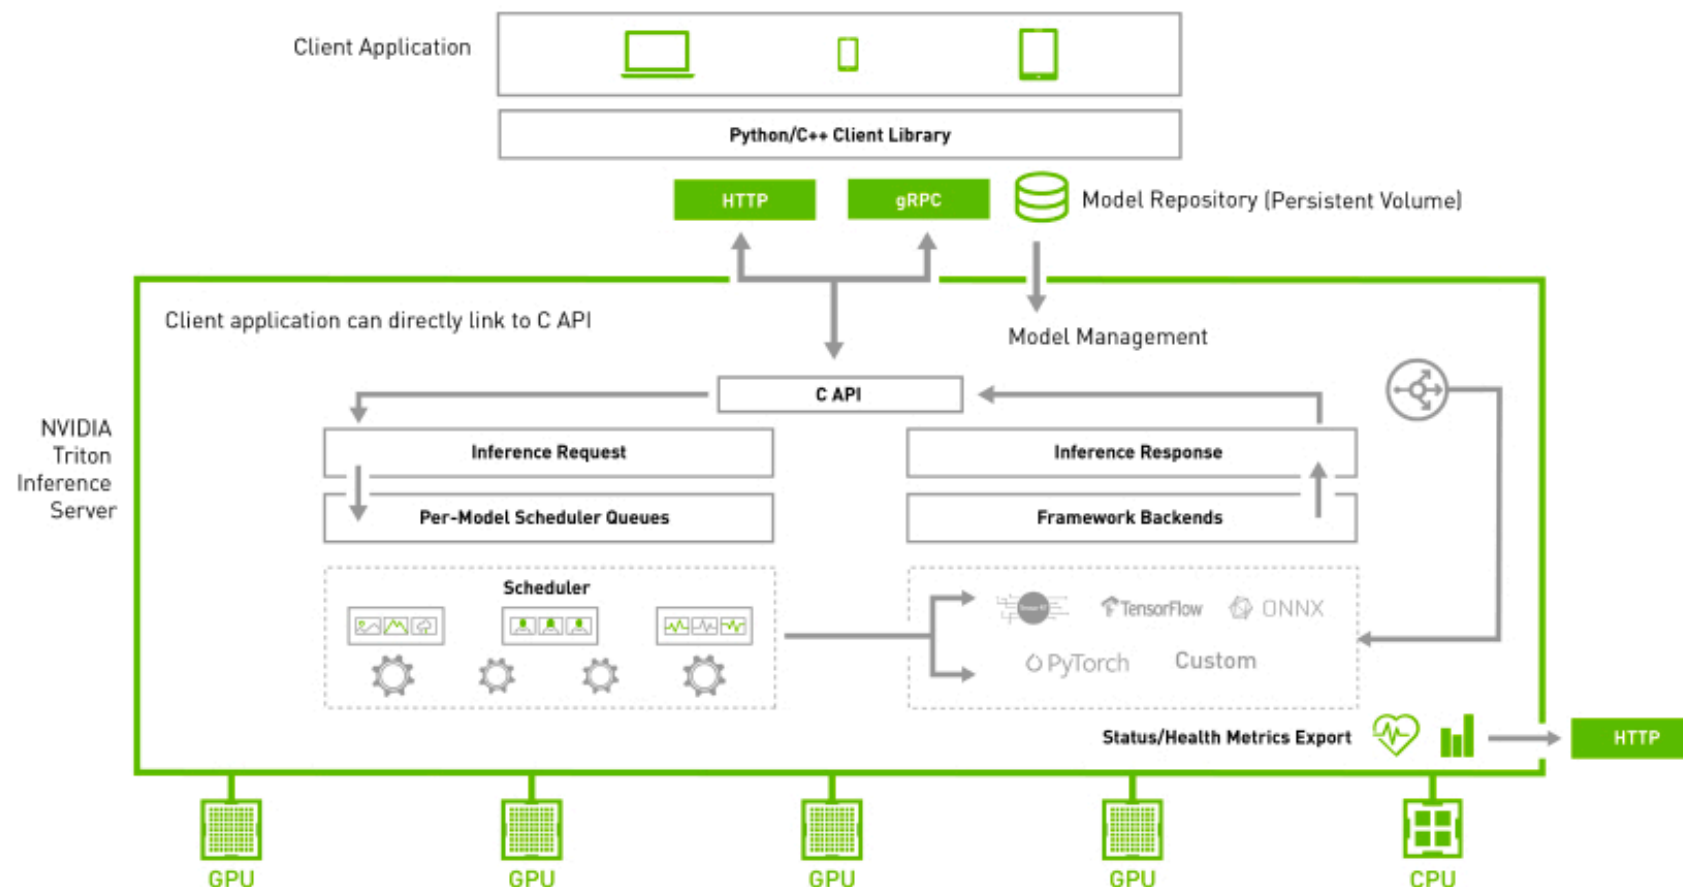 Client Application
Python/C++ Client Library
HTTP
gRPC
Model Repository (Persistent Volume)
Client application can directly link to C API
Model Management
C API
NVIDIA
Triton
Inference
Server
Inference Request
Inference Response
Per-Model Scheduler Queues
Framework Backends
Scheduler
TensorFlow
ONNX
PyTorch
Custom
Status/Health Metrics Export
HTTP
GPU
GPU
GPU
GPU
CPU